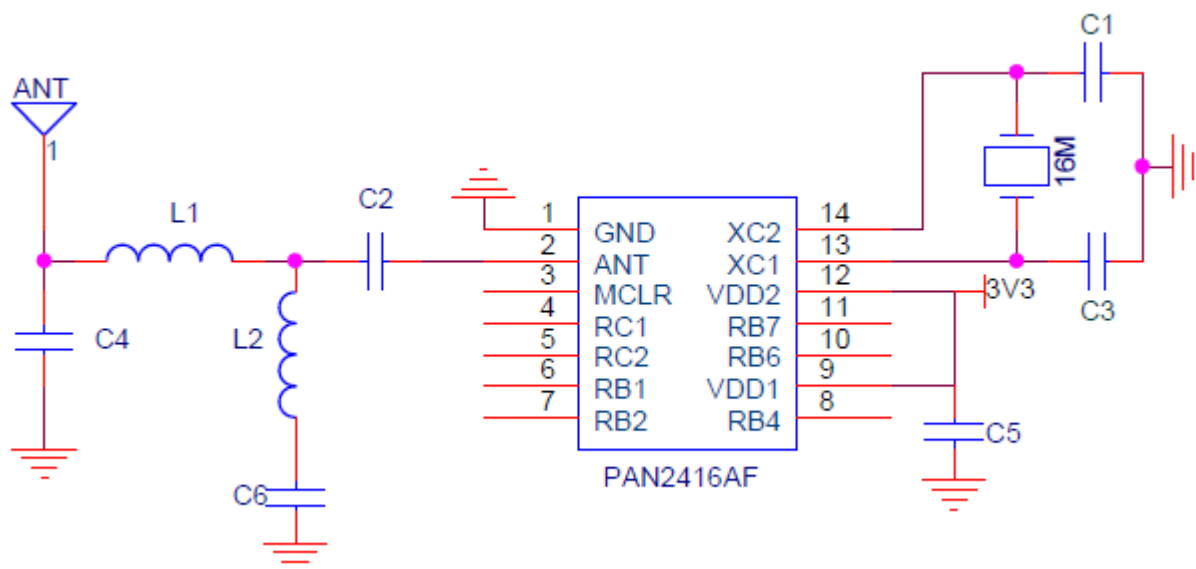 C1
ANT
1
16M
L1
C2
1
GND
XC2
14
2
ANT
XC1
13
3
MCLR
VDD2
12
3V3
C3
4
RC1
RB7
11
C4
L2
5
RC2
RB6
10
6
RB1
VDD1
9
7
RB2
RB4
8
C5
PAN2416AF
C6